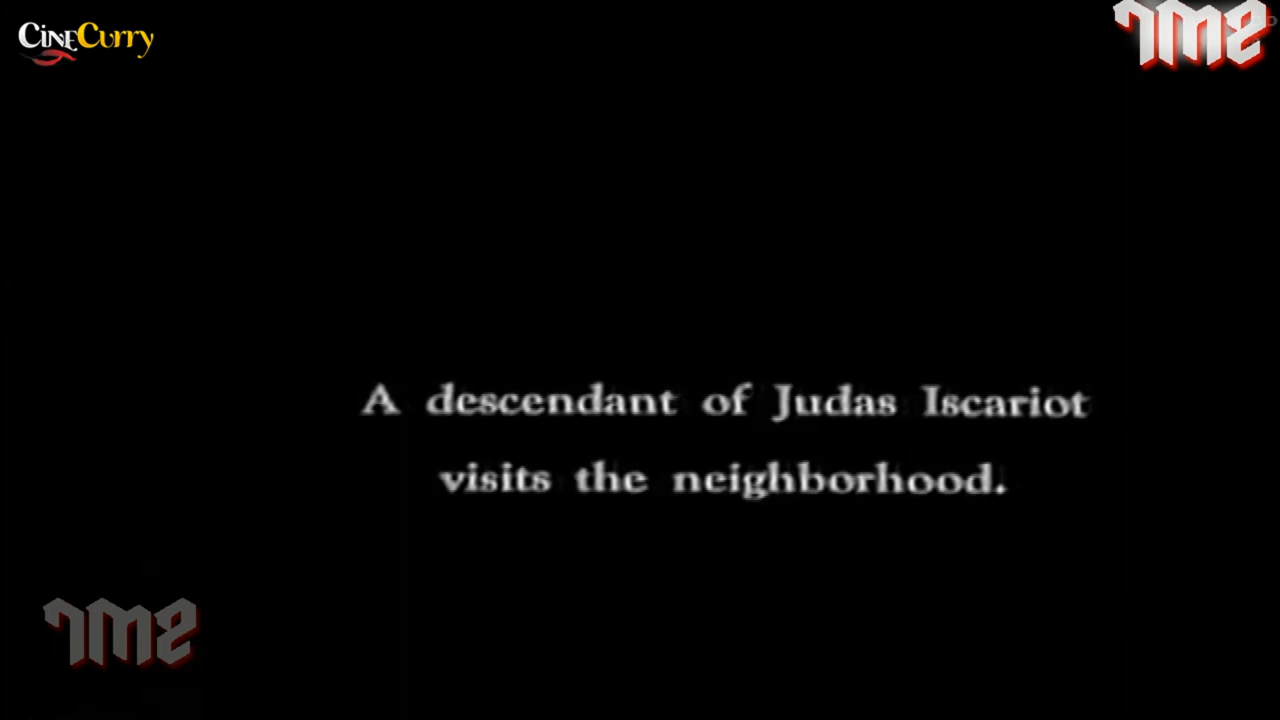 CineCurry
A descendant of Judas Iscariot
visits the neighborhood.